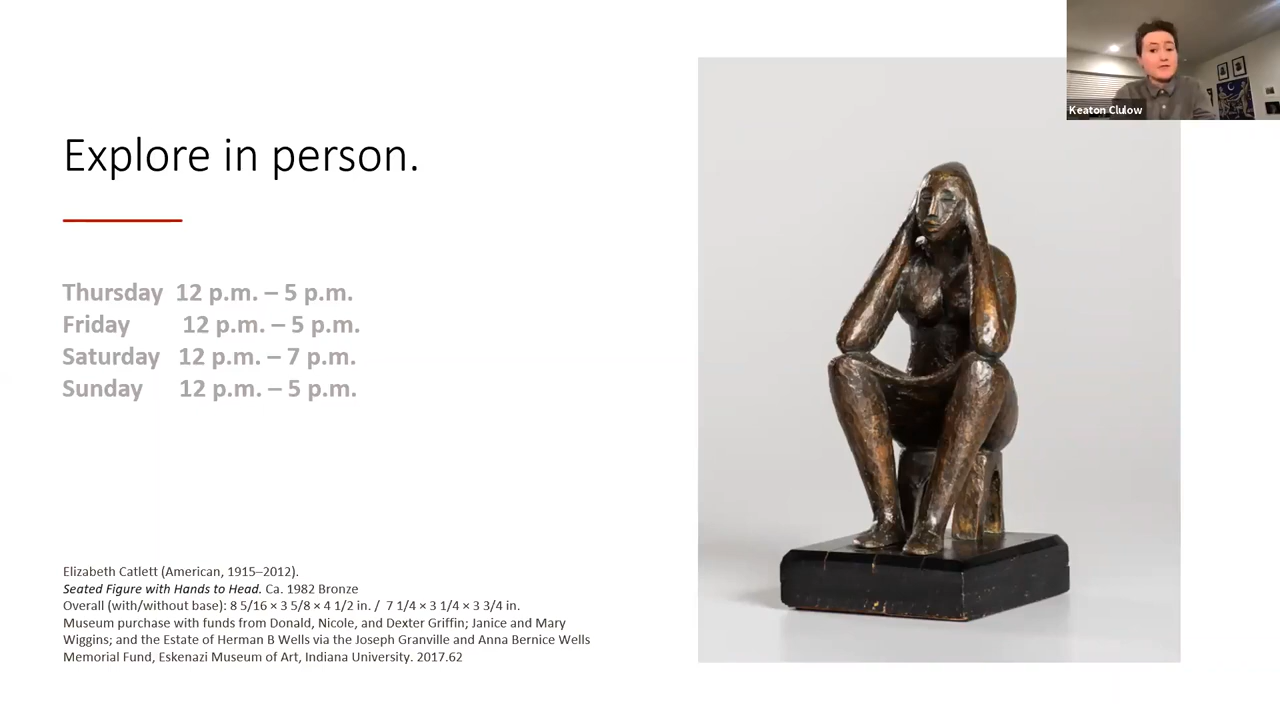 Keaton Clulow
Explore in person.
Thursday 12 p.m. – 5 p.m.
Friday 12 p.m. – 5 p.m.
Saturday 12 p.m. – 7 p.m.
Sunday 12 p.m. – 5 p.m.
Elizabeth Catlett (American, 1915–2012).
Seated Figure with Hands to Head. Ca. 1982 Bronze
Overall (with/without base): 8 5/16 × 3 5/8 × 4 1/2 in. / 7 1/4 × 3 1/4 × 3 3/4 in.
Museum purchase with funds from Donald, Nicole, and Dexter Griffin; Janice and Mary
Wiggins; and the Estate of Herman B Wells via the Joseph Granville and Anna Bernice Wells
Memorial Fund, Eskenazi Museum of Art, Indiana University. 2017.62